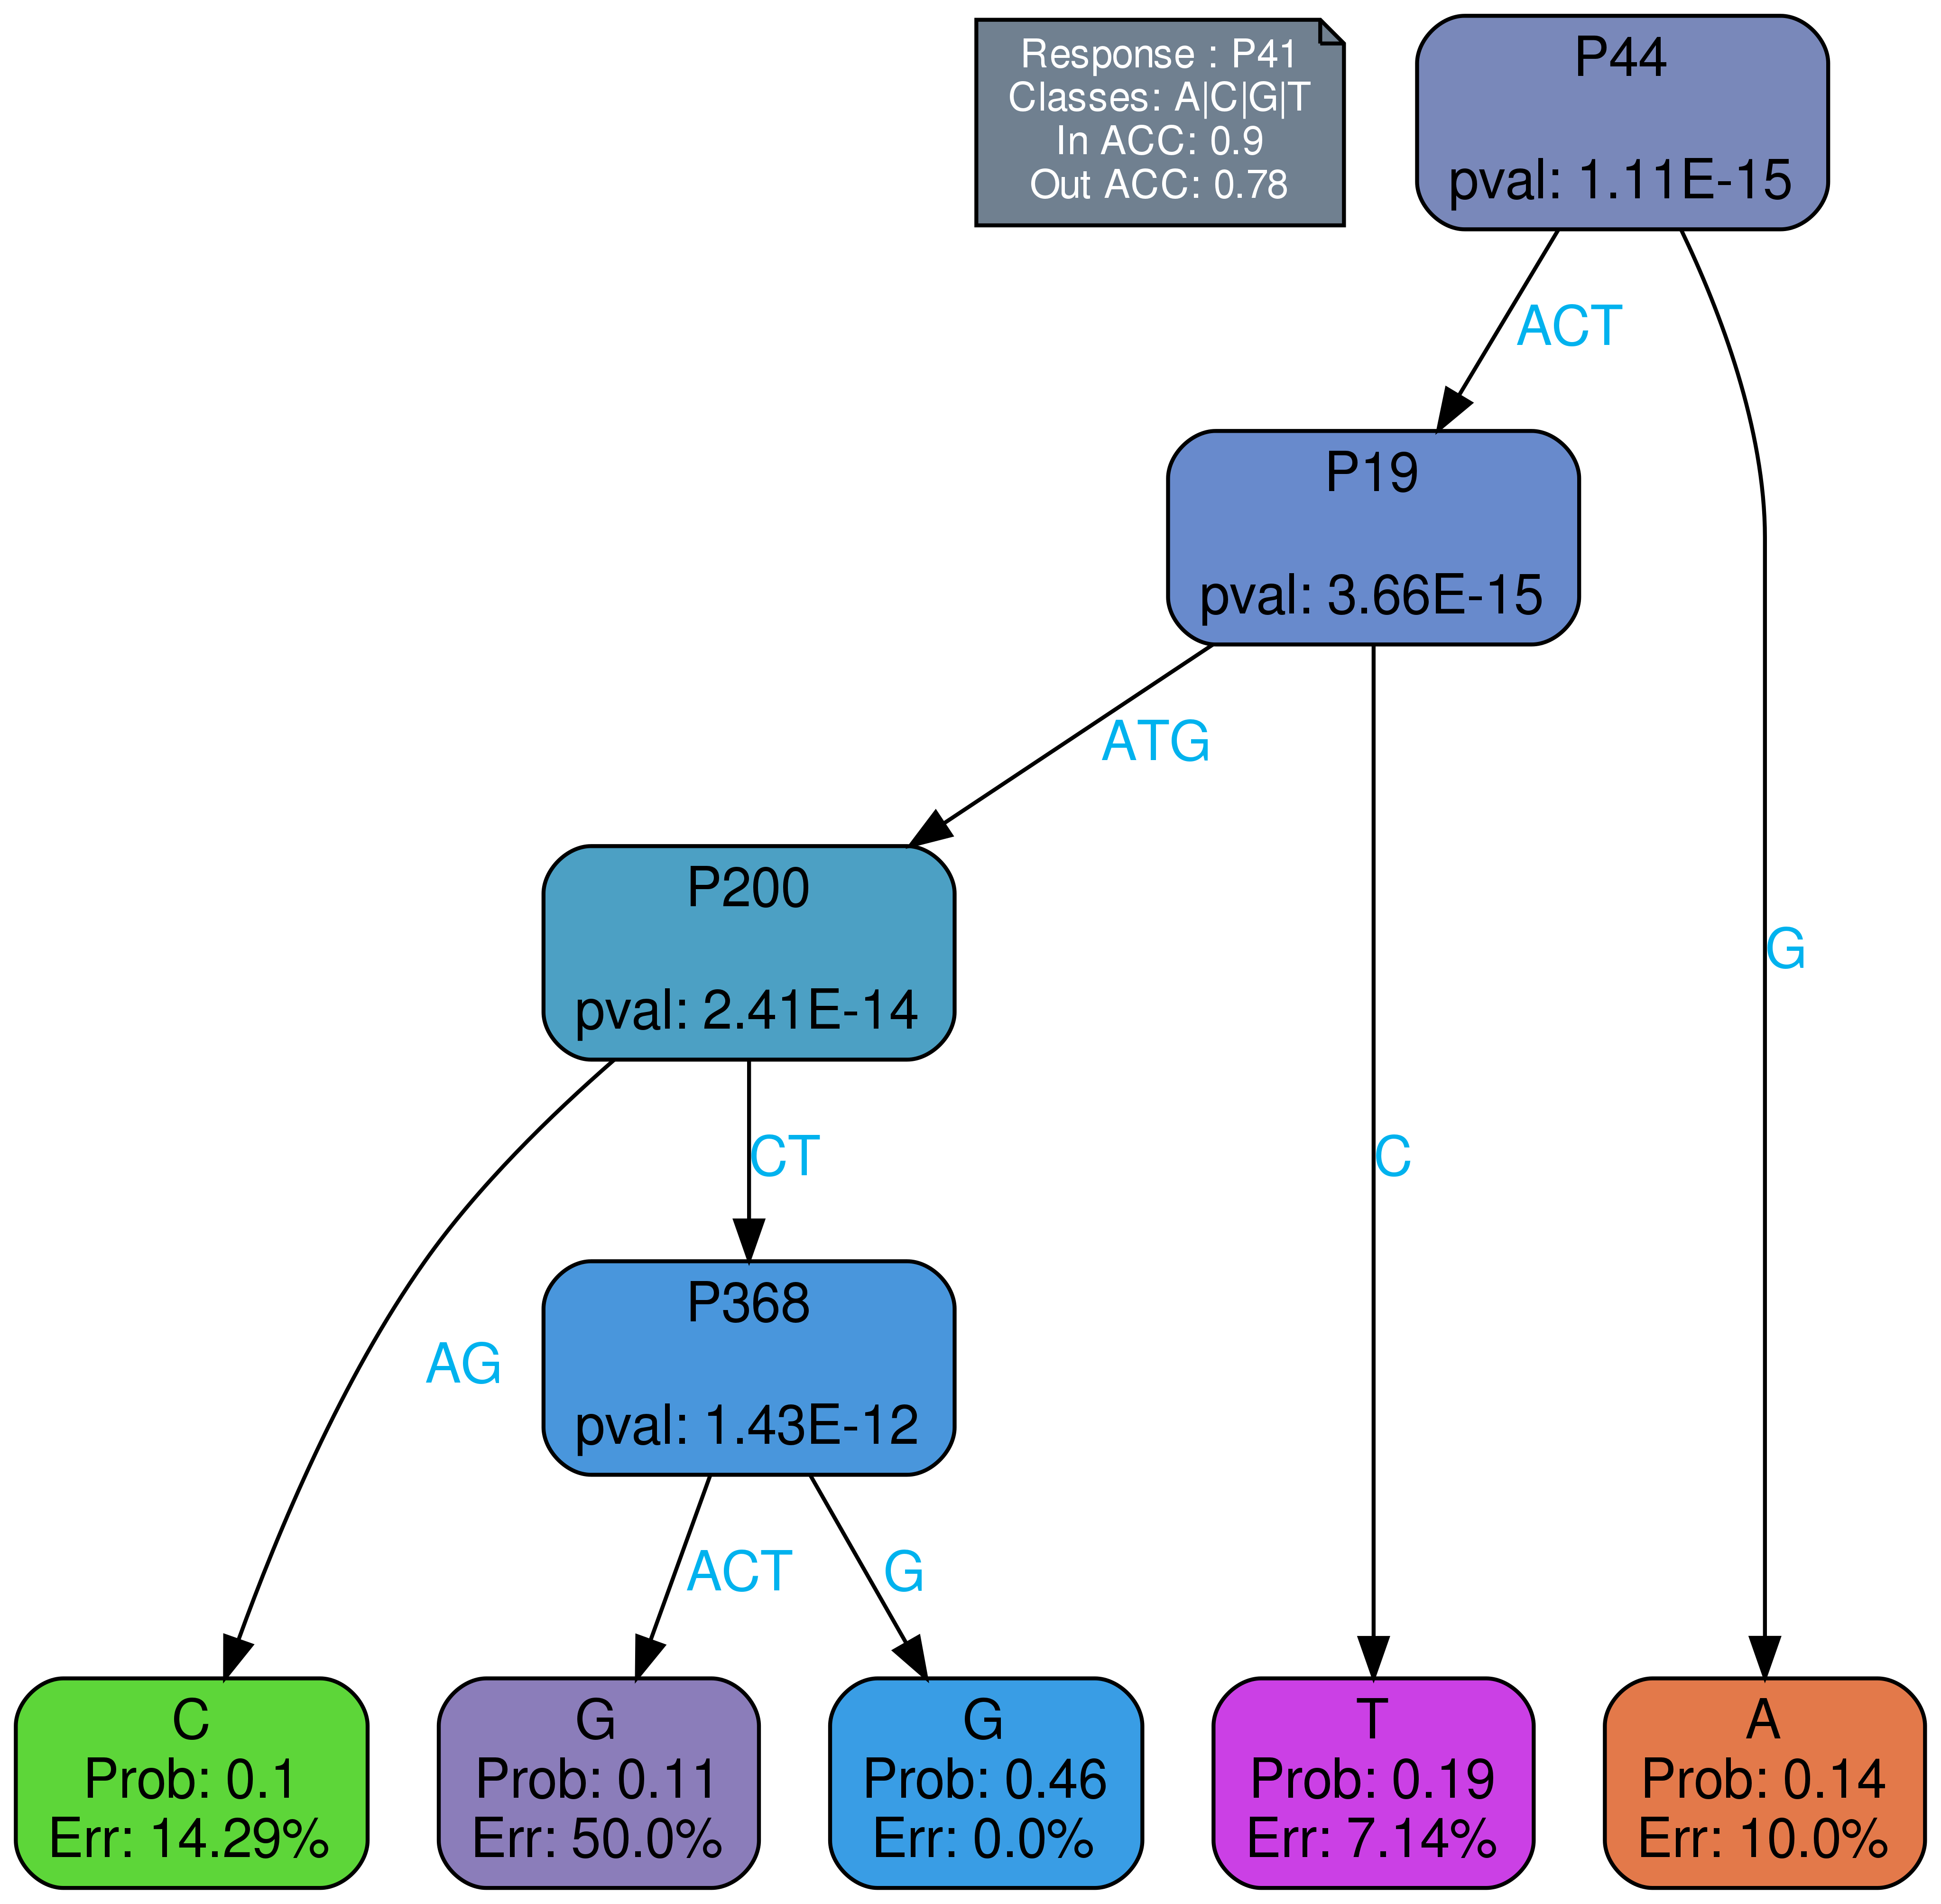 Response : P41
Classes: A|C|G|T
In ACC: 0.9
Out ACC: 0.78
P44
pval: 1.11E-15
ACT
P19
pval: 3.66E-15
ATG
P200
pval: 2.41E-14
G
CT
C
P368
pval: 1.43E-12
AG
ACT
G
C
Prob: 0.1
Err: 14.29%
G
Prob: 0.11
Err: 50.0%
G
Prob: 0.46
Err: 0.0%
T
Prob: 0.19
Err: 7.14%
A
Prob: 0.14
Err: 10.0%